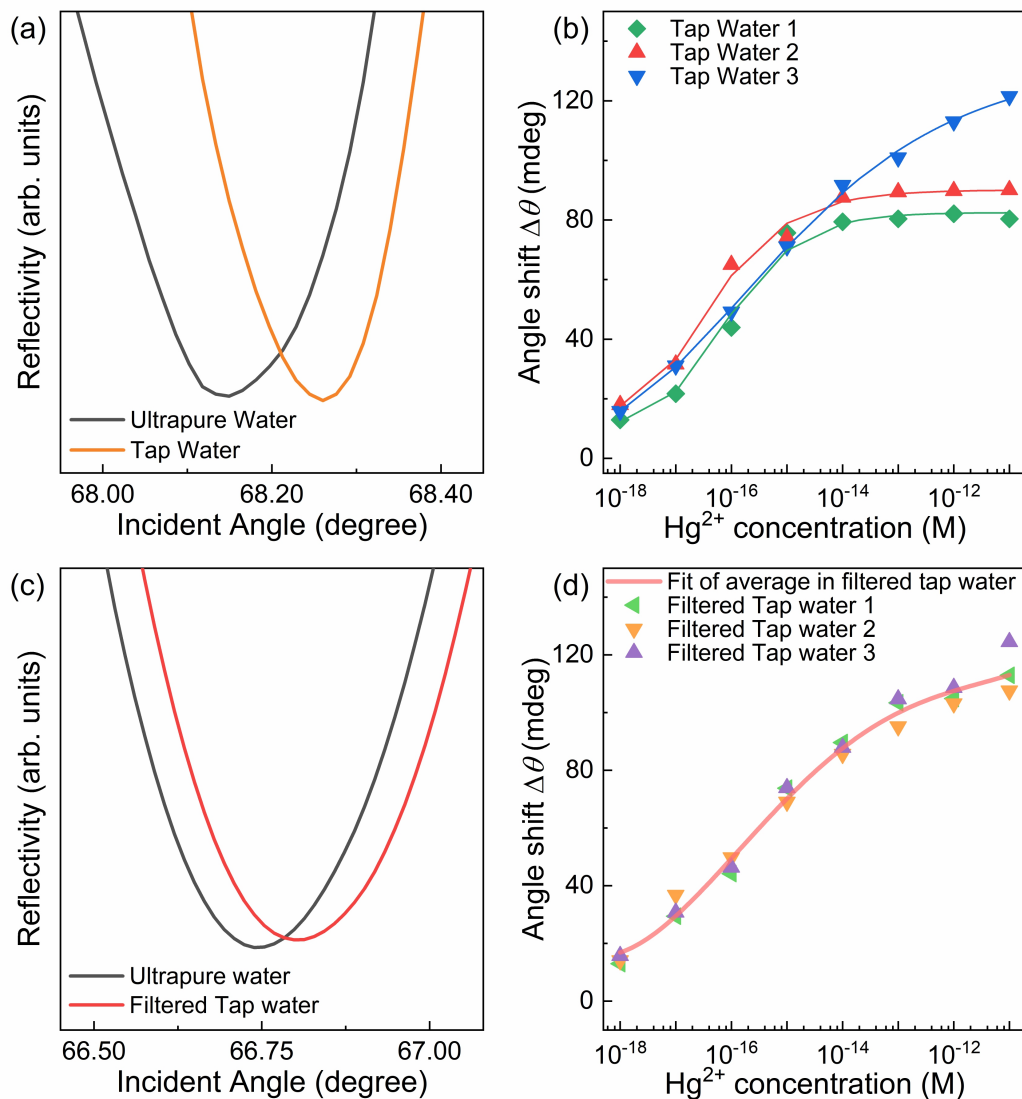 (a)
Reflectivity (arb. units)
Ultrapure Water
Tap Water
68.00 68.20 68.40
Incident Angle (degree)
(b)
Tap Water 1
Tap Water 2
Tap Water 3
Angle shift Δθ (mdeg)
120
80
40
0
10⁻¹⁸ 10⁻¹⁶ 10⁻¹⁴ 10⁻¹²
Hg²⁺ concentration (M)
(c)
Reflectivity (arb. units)
Ultrapure water
Filtered Tap water
66.50 66.75 67.00
Incident Angle (degree)
(d)
Fit of average in filtered tap water
Filtered Tap water 1
Filtered Tap water 2
Filtered Tap water 3
Angle shift Δθ (mdeg)
120
80
40
0
10⁻¹⁸ 10⁻¹⁶ 10⁻¹⁴ 10⁻¹²
Hg²⁺ concentration (M)